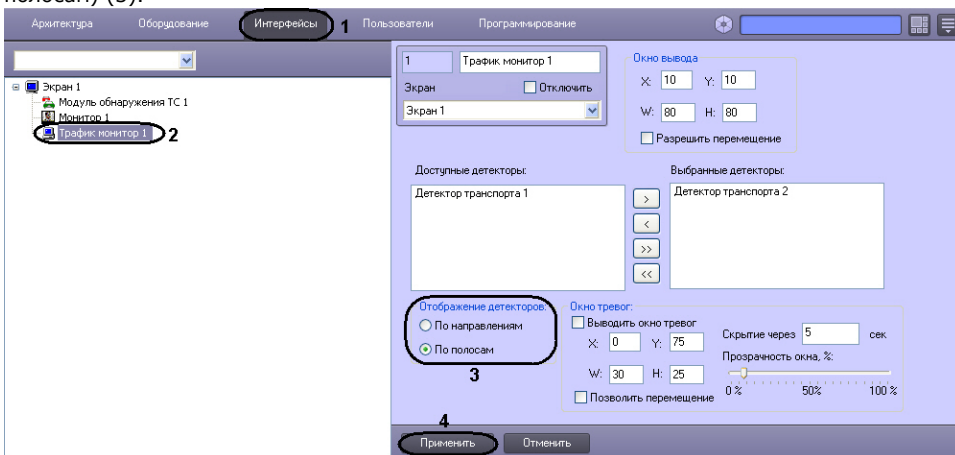 полосам) (3).
Архитектура Оборудование Интерфейсы 1 Пользователи Программирование
1 Трафик монитор 1
Экран Отключить
Экран 1
Окно вывода
X: 10 Y: 10
W: 80 H: 80
Разрешить перемещение
Экран 1
Модуль обнаружения ТС 1
Монитор 1
Трафик монитор 1 2
Доступные детекторы:
Детектор транспорта 1
>
<
>>
<<
Выбранные детекторы:
Детектор транспорта 2
Отображение детекторов:
По направлениям
По полосам
3
Окно тревог:
Выводить окно тревог
X: 0 Y: 75
W: 30 H: 25
Позволить перемещение
Скрытие через 5 сек
Прозрачность окна, %:
0 % 50% 100 %
4
Применить Отменить